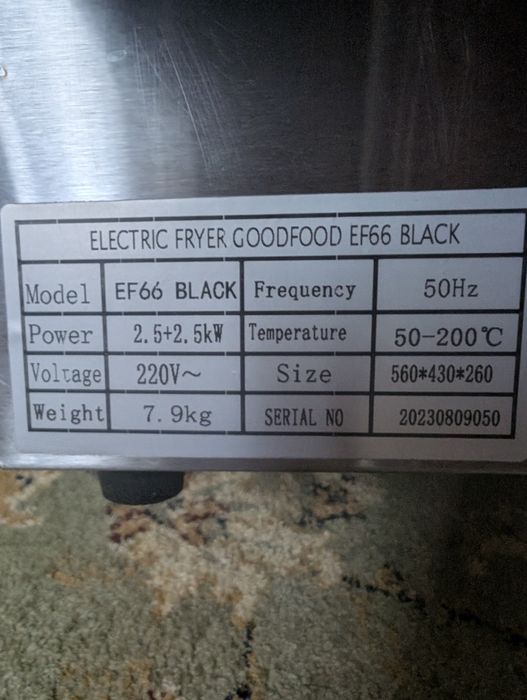 ELECTRIC FRYER GOODFOOD EF66 BLACK
Model EF66 BLACK Frequency 50Hz
Power 2.5+2.5kW Temperature 50-200℃
Voltage 220V~ Size 560*430*260
Weight 7.9kg SERIAL NO 20230809050